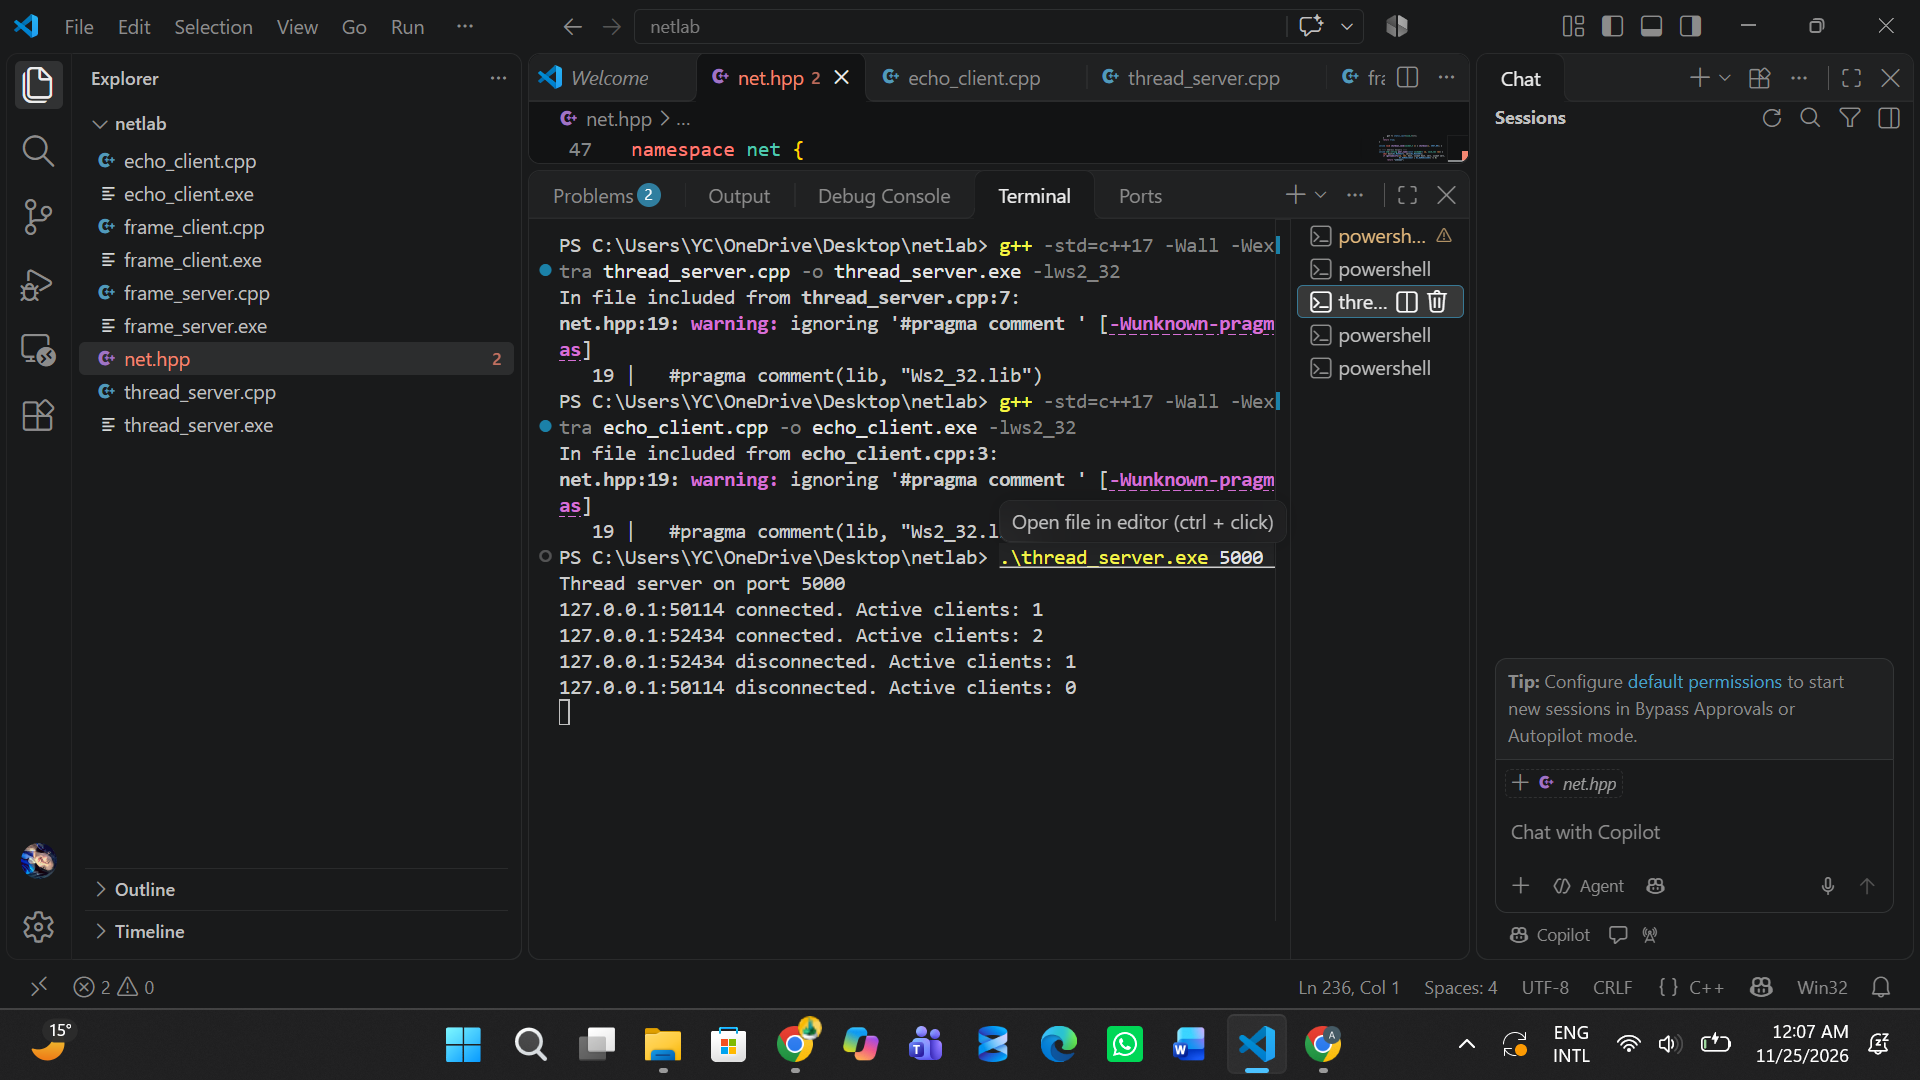 File Edit Selection View Go Run ...
netlab
Explorer
netlab
echo_client.cpp
echo_client.exe
frame_client.cpp
frame_client.exe
frame_server.cpp
frame_server.exe
net.hpp 2
thread_server.cpp
thread_server.exe
Outline
Timeline
Welcome net.hpp 2 echo_client.cpp thread_server.cpp fra
net.hpp > ...
47 namespace net {
Problems 2 Output Debug Console Terminal Ports
PS C:\Users\YC\OneDrive\Desktop\netlab> g++ -std=c++17 -Wall -Wex
tra thread_server.cpp -o thread_server.exe -lws2_32
In file included from thread_server.cpp:7:
net.hpp:19: warning: ignoring '#pragma comment ' [-Wunknown-pragm
as]
19 | #pragma comment(lib, "Ws2_32.lib")
PS C:\Users\YC\OneDrive\Desktop\netlab> g++ -std=c++17 -Wall -Wex
tra echo_client.cpp -o echo_client.exe -lws2_32
In file included from echo_client.cpp:3:
net.hpp:19: warning: ignoring '#pragma comment ' [-Wunknown-pragm
as]
19 | #pragma comment(lib, "Ws2_32.l
Open file in editor (ctrl + click)
PS C:\Users\YC\OneDrive\Desktop\netlab> .\thread_server.exe 5000
Thread server on port 5000
127.0.0.1:50114 connected. Active clients: 1
127.0.0.1:52434 connected. Active clients: 2
127.0.0.1:52434 disconnected. Active clients: 1
127.0.0.1:50114 disconnected. Active clients: 0
powersh...
powershell
thre...
powershell
powershell
Chat
Sessions
Tip: Configure default permissions to start
new sessions in Bypass Approvals or
Autopilot mode.
net.hpp
Chat with Copilot
Agent
Copilot
2 0
Ln 236, Col 1 Spaces: 4 UTF-8 CRLF {} C++ Win32
15°
ENG
INTL
12:07 AM
11/25/2026